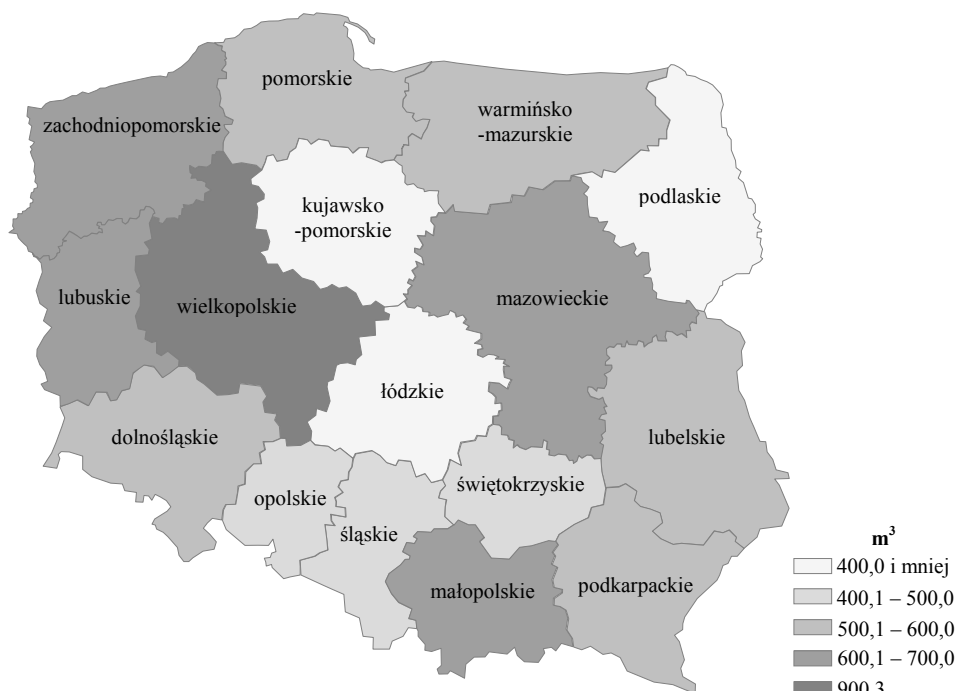 pomorskie
zachodniopomorskie
warmińsko
-mazurskie
podlaskie
kujawsko
-pomorskie
lubuskie
wielkopolskie
mazowieckie
łódzkie
dolnośląskie
lubelskie
opolskie
świętokrzyskie
śląskie
małopolskie
podkarpackie
m³
400,0 i mniej
400,1 – 500,0
500,1 – 600,0
600,1 – 700,0
900,3